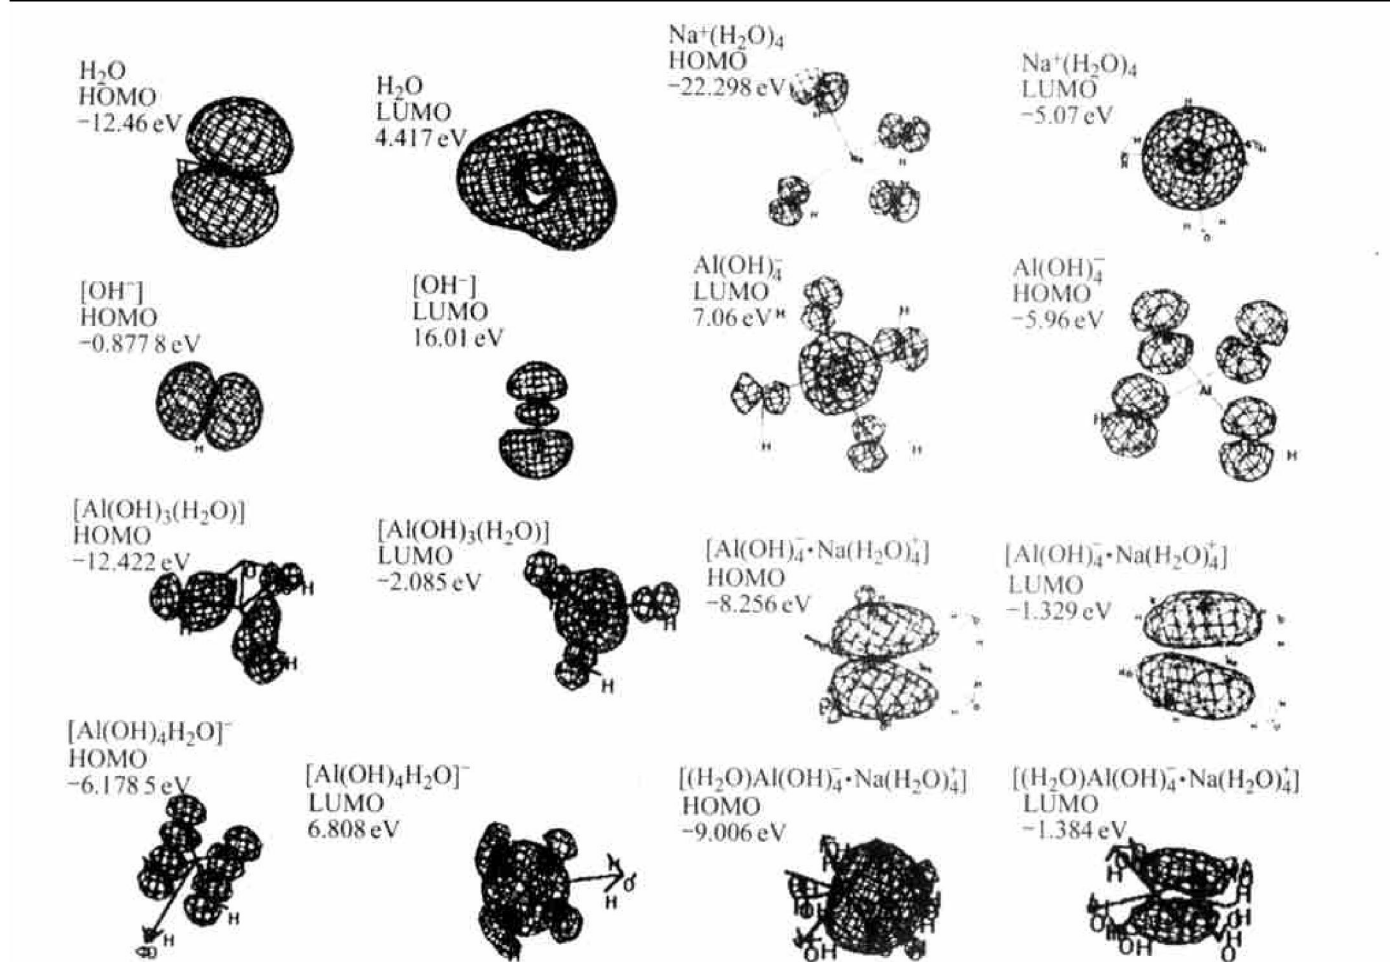 H₂O
HOMO
−12.46 eV
H₂O
LUMO
4.417 eV
Na⁺(H₂O)₄
HOMO
−22.298 eV
Na⁺(H₂O)₄
LUMO
−5.07 eV
[OH⁻]
HOMO
−0.877 8 eV
[OH⁻]
LUMO
16.01 eV
Al(OH)₄⁻
LUMO
7.06 eV
Al(OH)₄⁻
HOMO
−5.96 eV
[Al(OH)₃(H₂O)]
HOMO
−12.422 eV
[Al(OH)₃(H₂O)]
LUMO
−2.085 eV
[Al(OH)₄⁻•Na(H₂O)₄⁺]
HOMO
−8.256 eV
[Al(OH)₄⁻•Na(H₂O)₄⁺]
LUMO
−1.329 eV
[Al(OH)₄H₂O]⁻
HOMO
−6.178 5 eV
[Al(OH)₄H₂O]⁻
LUMO
6.808 eV
[(H₂O)Al(OH)₄⁻•Na(H₂O)₄⁺]
HOMO
−9.006 eV
[(H₂O)Al(OH)₄⁻•Na(H₂O)₄⁺]
LUMO
−1.384 eV